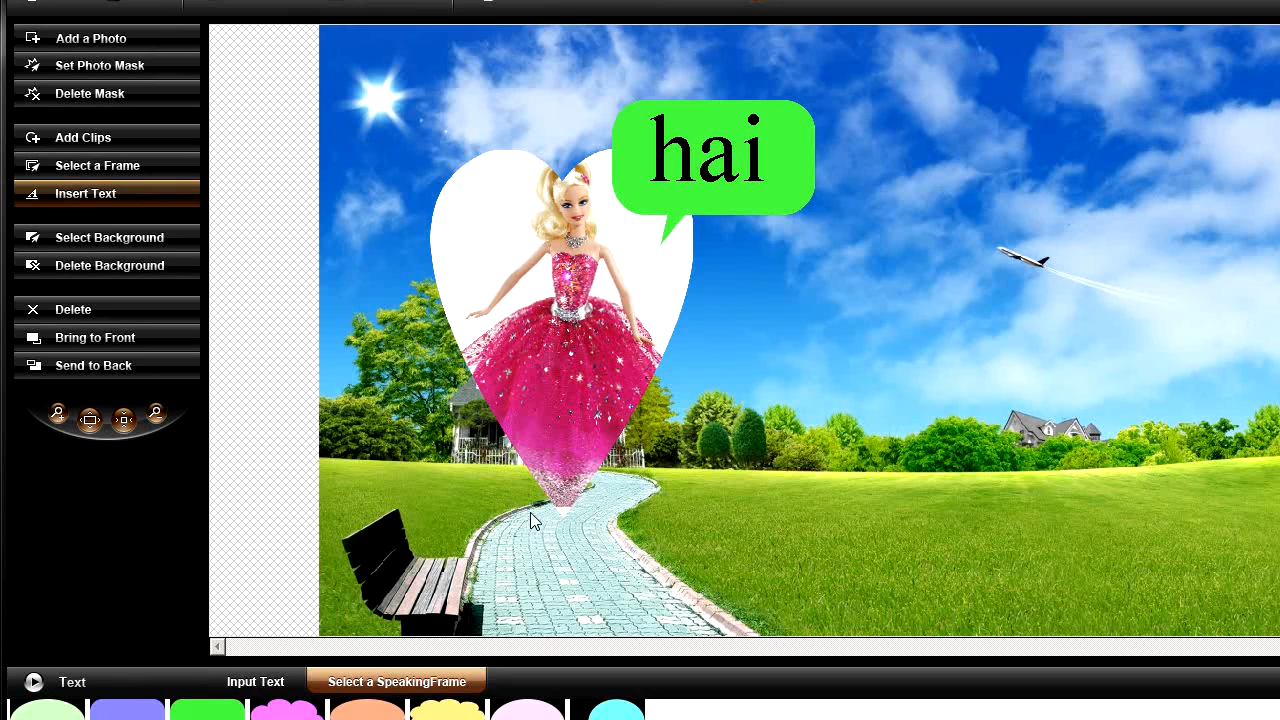 Add a Photo
Set Photo Mask
Delete Mask
Add Clips
Select a Frame
Insert Text
Select Background
Delete Background
Delete
Bring to Front
Send to Back
hai
Text
Input Text
Select a SpeakingFrame